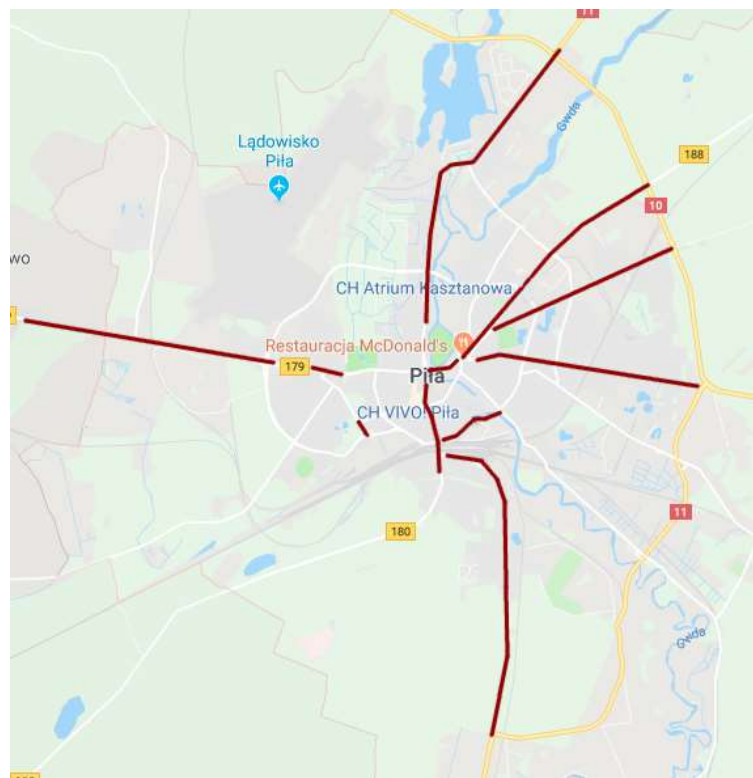 11
Gwda
Lądowisko
Piła
188
10
wo
CH Atrium Kasztanowa
Restauracja McDonald's
179
Piła
CH VIVO! Piła
11
180
Gwda